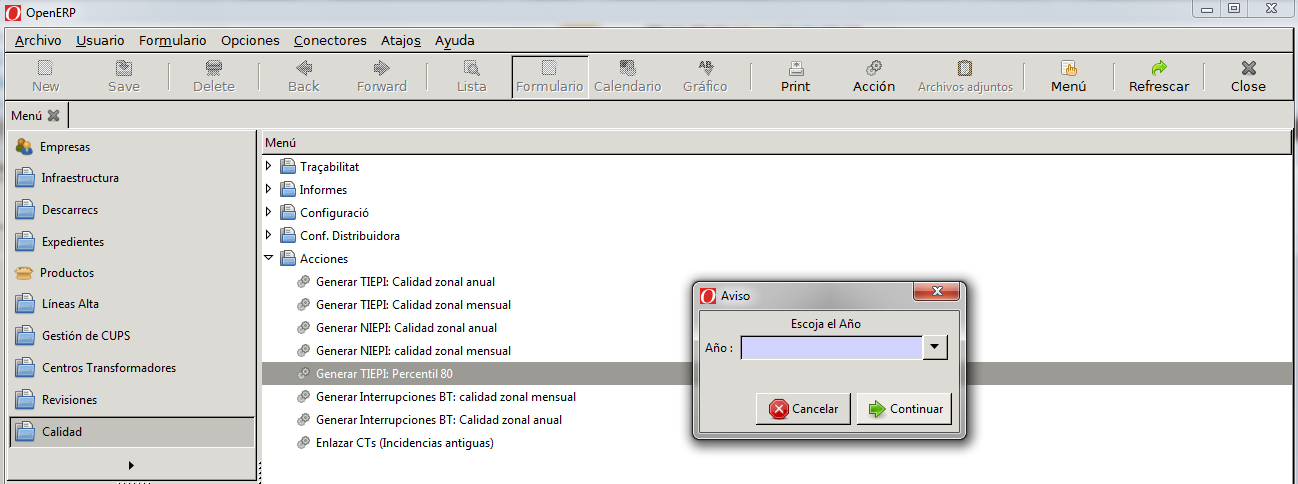 OpenERP
Archivo Usuario Formulario Opciones Conectores Atajos Ayuda
New Save Delete Back Forward Lista Formulario Calendario Gráfico Print Acción Archivos adjuntos Menú Refrescar Close
Menú
Empresas
Infraestructura
Descarrecs
Expedientes
Productos
Líneas Alta
Gestión de CUPS
Centros Transformadores
Revisiones
Calidad
Menú
Traçabilitat
Informes
Configuració
Conf. Distribuidora
Acciones
Generar TIEPI: Calidad zonal anual
Generar TIEPI: Calidad zonal mensual
Generar NIEPI: Calidad zonal anual
Generar NIEPI: calidad zonal mensual
Generar TIEPI: Percentil 80
Generar Interrupciones BT: calidad zonal mensual
Generar Interrupciones BT: Calidad zonal anual
Enlazar CTs (Incidencias antiguas)
Aviso
Escoja el Año
Año :
Cancelar Continuar